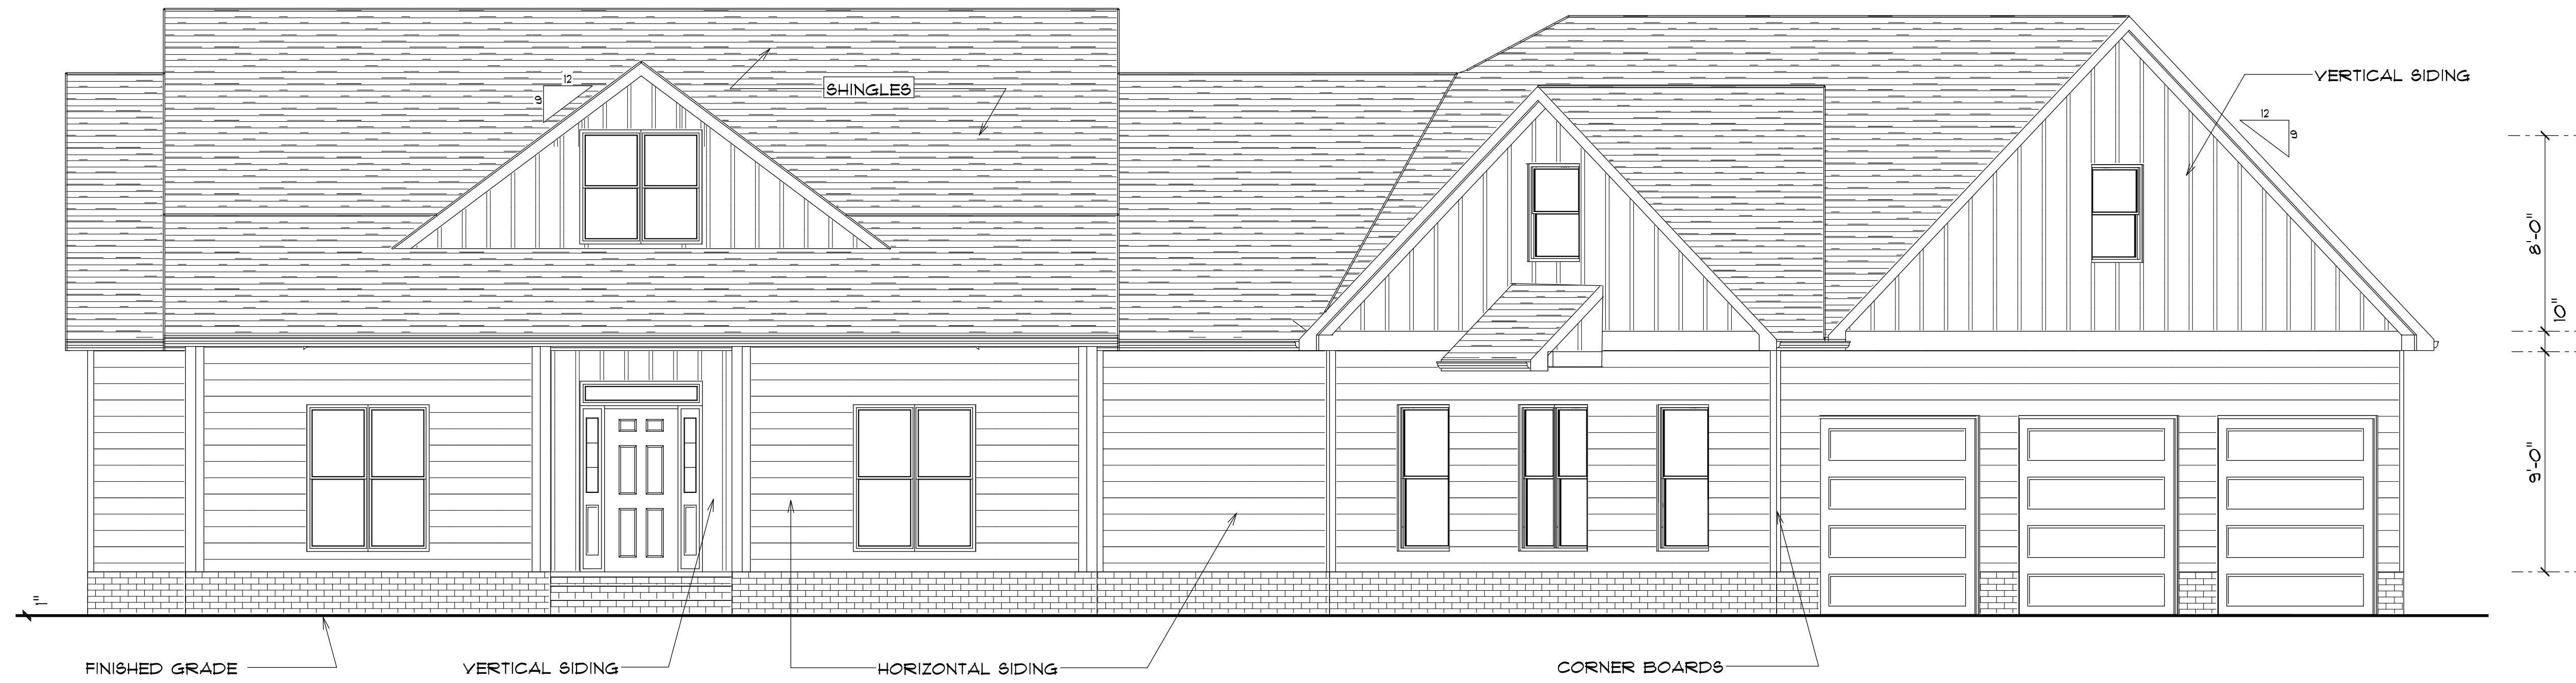 12
9
SHINGLES
VERTICAL SIDING
12
9
8'-0"
10"
9'-0"
1"
FINISHED GRADE
VERTICAL SIDING
HORIZONTAL SIDING
CORNER BOARDS